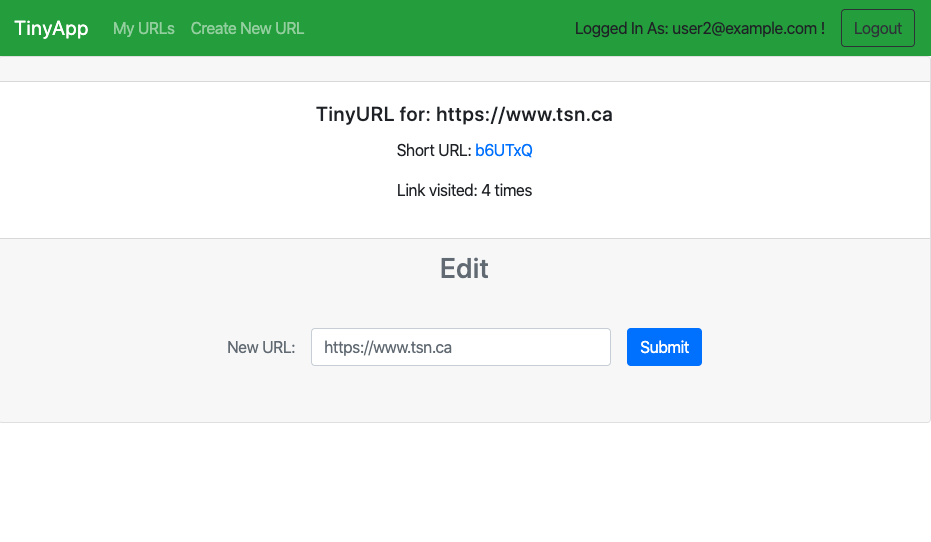 TinyApp My URLs Create New URL Logged In As: user2@example.com ! Logout
TinyURL for: https://www.tsn.ca
Short URL: b6UTxQ
Link visited: 4 times
Edit
New URL: https://www.tsn.ca Submit